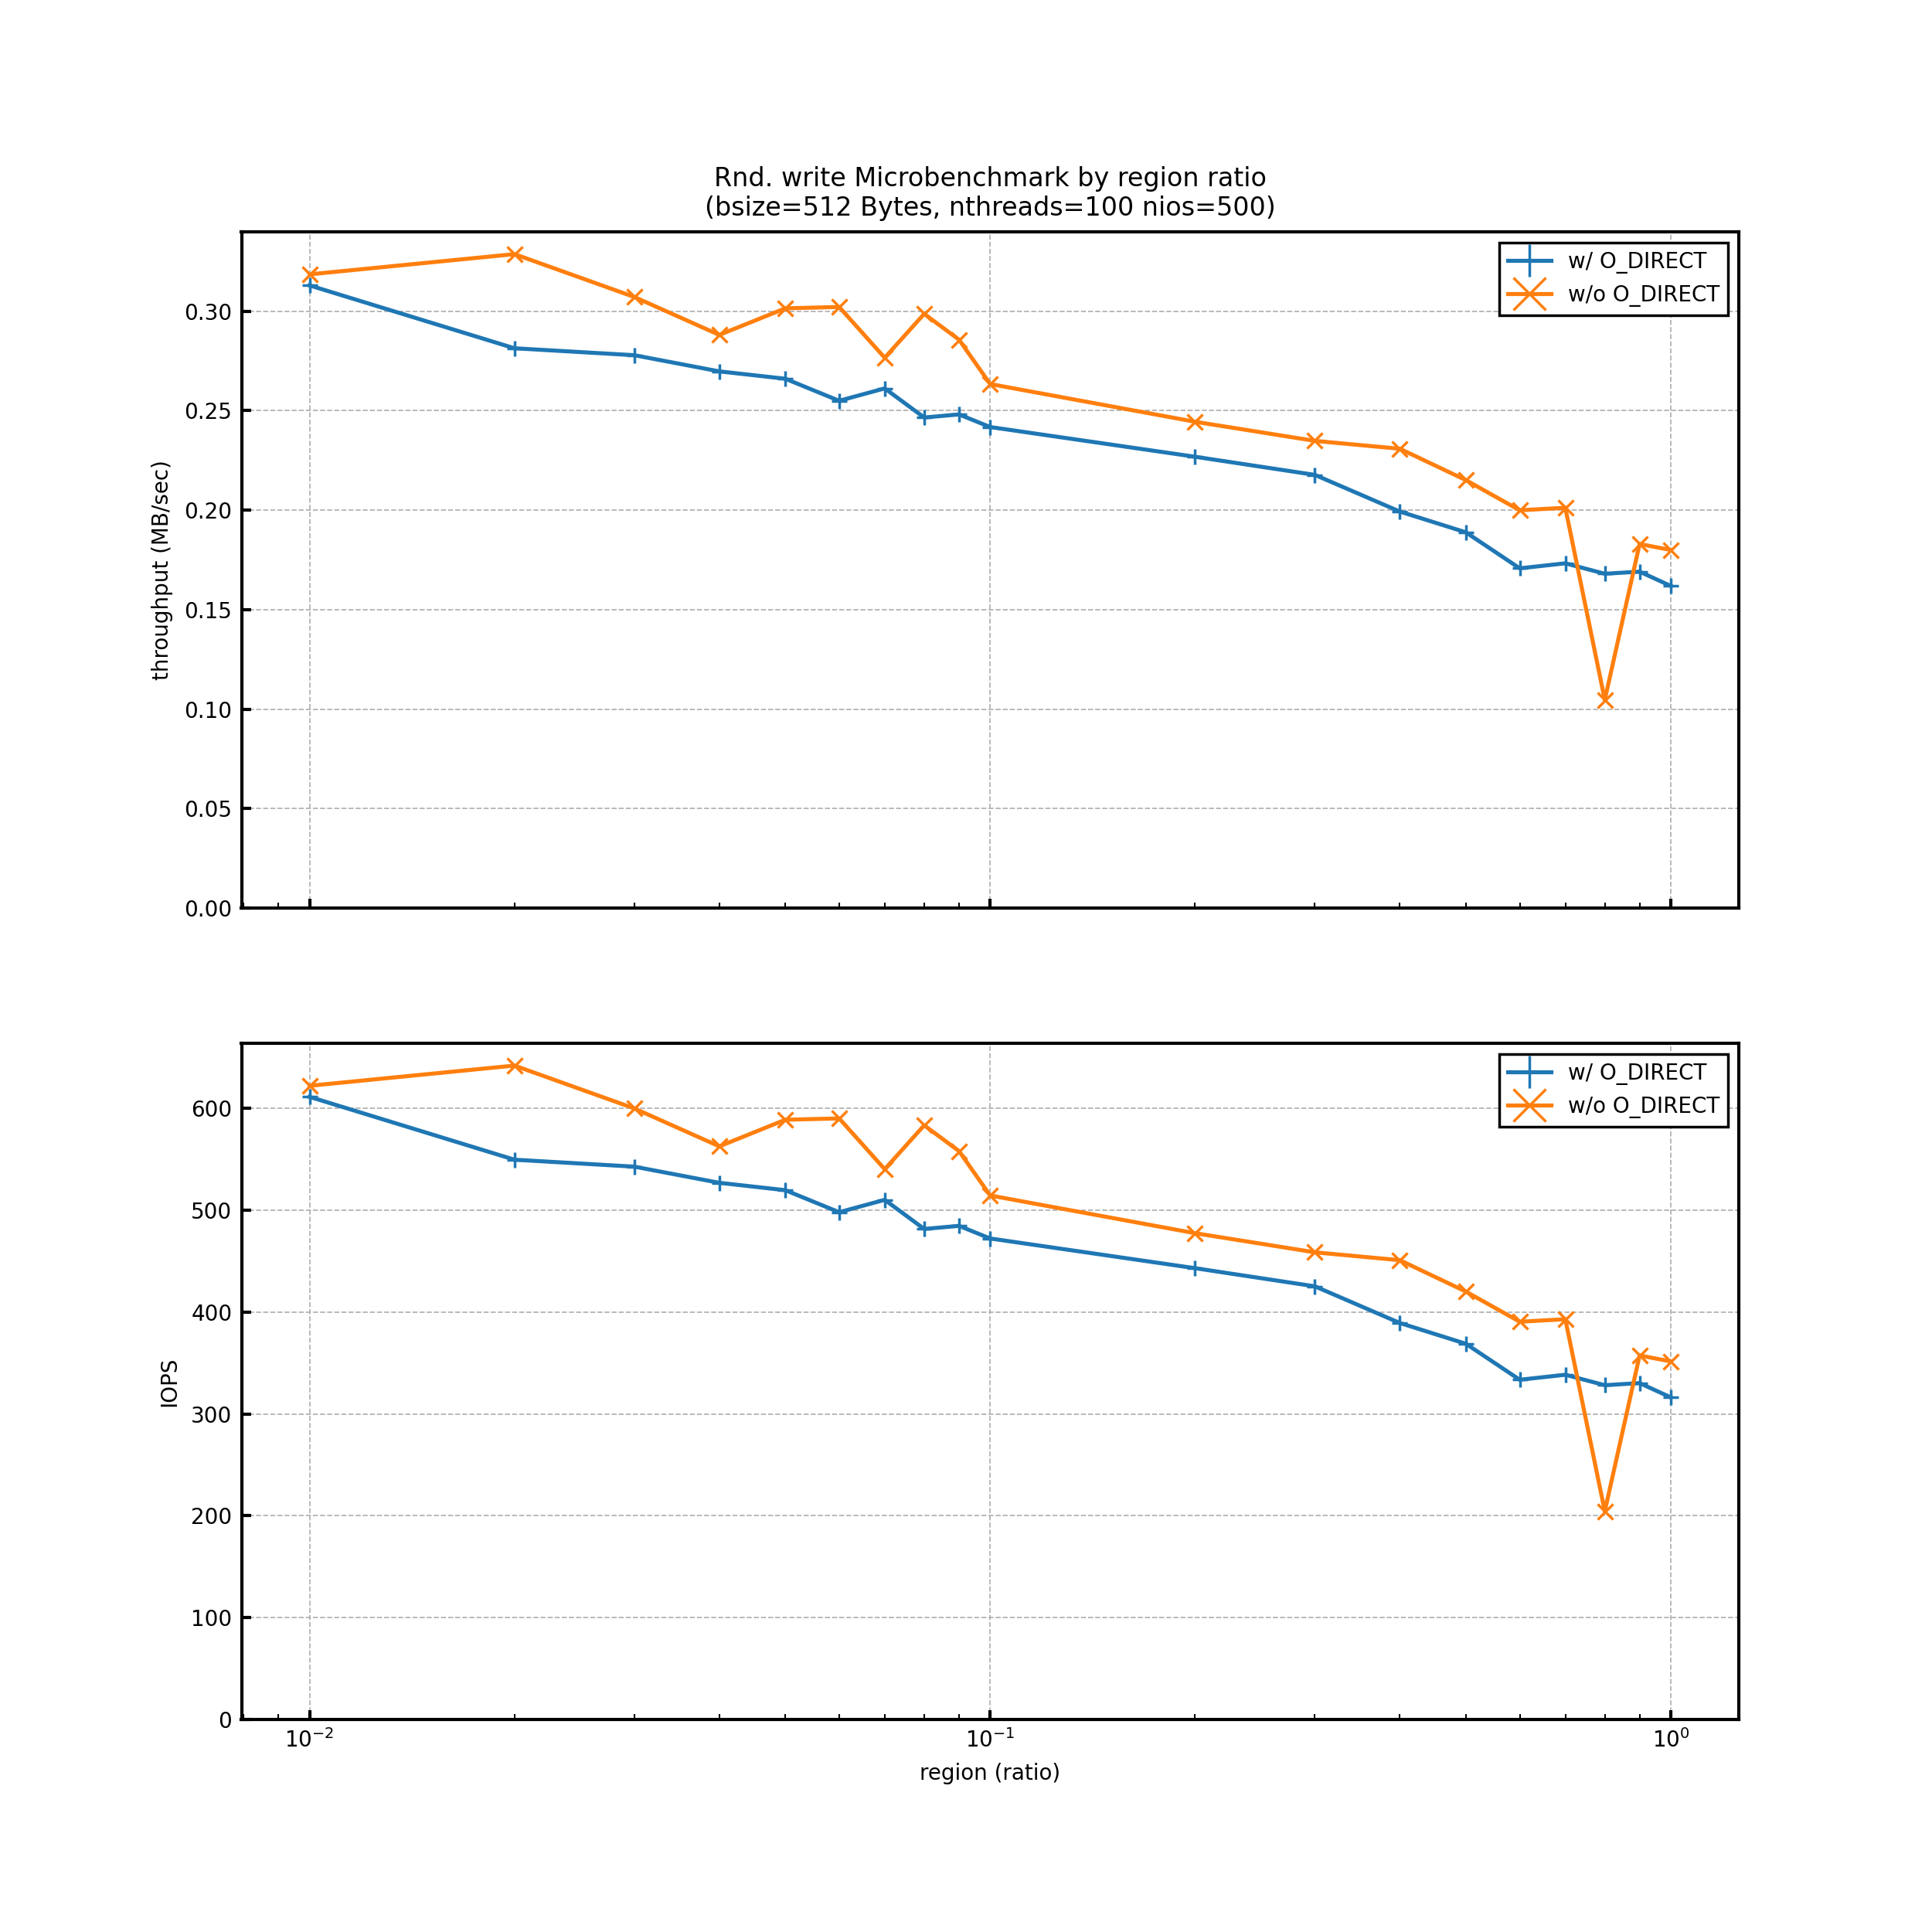 Rnd. write Microbenchmark by region ratio
(bsize=512 Bytes, nthreads=100 nios=500)
w/ O_DIRECT
w/o O_DIRECT
0.30
0.25
0.20
0.15
0.10
0.05
0.00
throughput (MB/sec)
w/ O_DIRECT
w/o O_DIRECT
600
500
400
300
200
100
0
IOPS
10⁻² 10⁻¹ 10⁰
region (ratio)